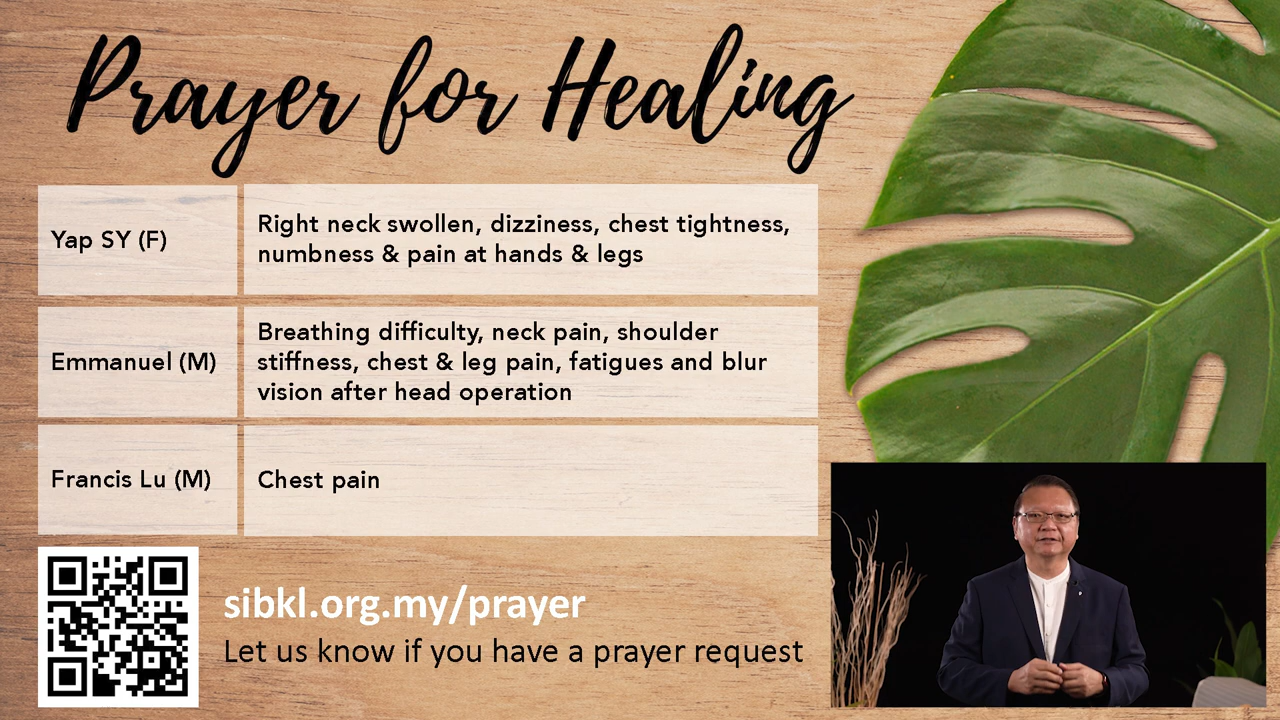 Prayer for Healing
Yap SY (F)
Right neck swollen, dizziness, chest tightness,
numbness & pain at hands & legs
Emmanuel (M)
Breathing difficulty, neck pain, shoulder
stiffness, chest & leg pain, fatigues and blur
vision after head operation
Francis Lu (M)
Chest pain
sibkl.org.my/prayer
Let us know if you have a prayer request